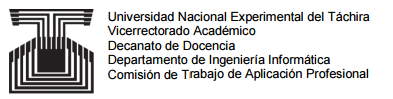 Universidad Nacional Experimental del Táchira
Vicerrectorado Académico
Decanato de Docencia
Departamento de Ingeniería Informática
Comisión de Trabajo de Aplicación Profesional